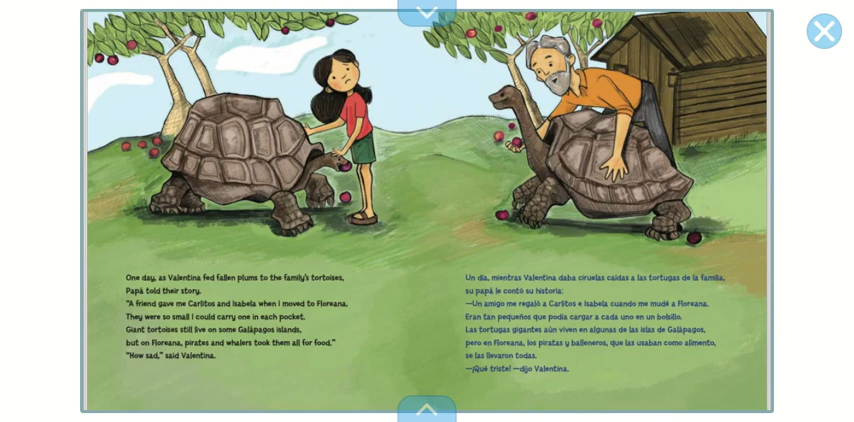 One day, as Valentina fed fallen plums to the family's tortoises,
Papá told their story.
"A friend gave me Carlitos and Isabela when I moved to Floreana.
They were so small I could carry one in each pocket.
Giant tortoises still live on some Galápagos islands,
but on Floreana, pirates and whalers took them all for food."
"How sad," said Valentina.
Un día, mientras Valentina daba ciruelas caídas a las tortugas de la familia,
su papá le contó su historia:
—Un amigo me regaló a Carlitos e Isabela cuando me mudé a Floreana.
Eran tan pequeños que podía cargar a cada uno en un bolsillo.
Las tortugas gigantes aún viven en algunas de las islas de Galápagos,
pero en Floreana, los piratas y balleneros, que las usaban como alimento,
se las llevaron todas.
—¡Qué triste! —dijo Valentina.